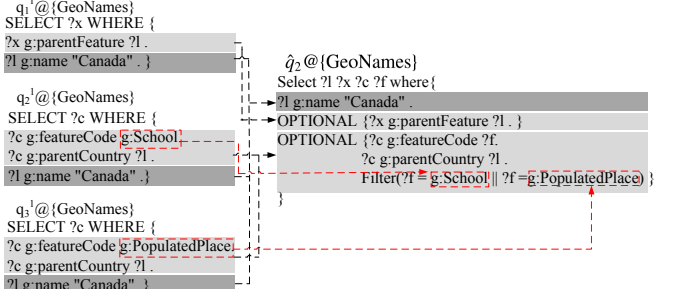 q₁¹@{GeoNames}
SELECT ?x WHERE {
?x g:parentFeature ?l .
?l g:name "Canada" . }
q₂¹@{GeoNames}
SELECT ?c WHERE {
?c g:featureCode g:School.
?c g:parentCountry ?l .
?l g:name "Canada" .}
q₃¹@{GeoNames}
SELECT ?c WHERE {
?c g:featureCode g:PopulatedPlace.
?c g:parentCountry ?l .
?l g:name "Canada" .}
q̂₂@{GeoNames}
Select ?l ?x ?c ?f where{
?l g:name "Canada" .
OPTIONAL {?x g:parentFeature ?l . }
OPTIONAL {?c g:featureCode ?f.
?c g:parentCountry ?l .
Filter(?f = g:School || ?f =g:PopulatedPlace) }
}